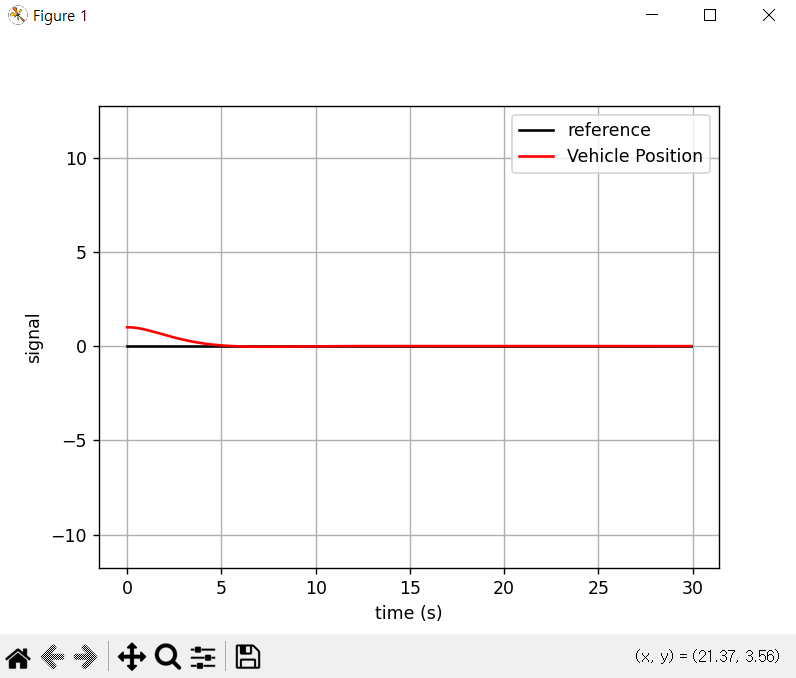 Figure 1
reference
Vehicle Position
10
5
0
−5
−10
signal
0 5 10 15 20 25 30
time (s)
(x, y) = (21.37, 3.56)